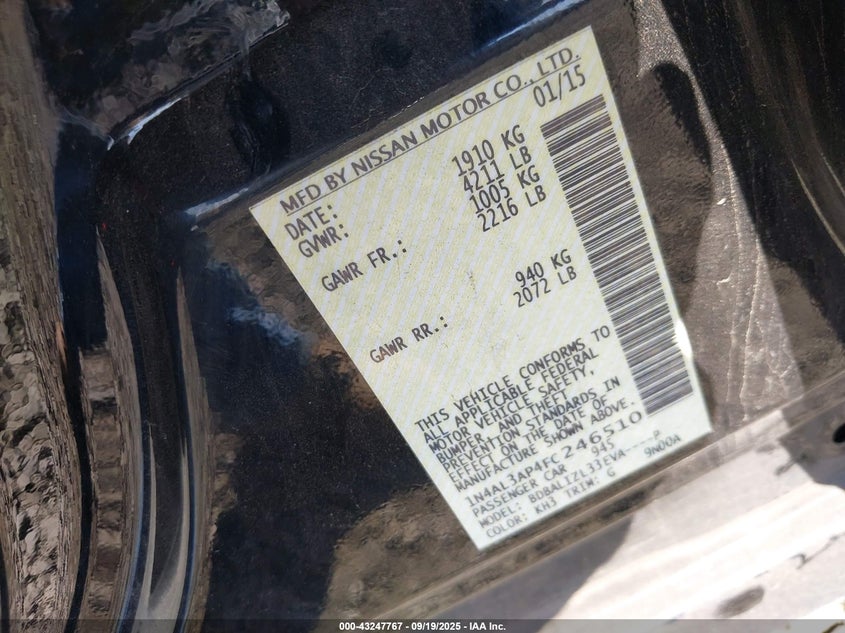 MFD BY NISSAN MOTOR CO., LTD.
DATE: 01/15
GVWR: 1910 KG
4211 LB
GAWR FR.: 1005 KG
2216 LB
GAWR RR.: 940 KG
2072 LB
THIS VEHICLE CONFORMS TO
ALL APPLICABLE FEDERAL
MOTOR VEHICLE SAFETY,
BUMPER, AND THEFT
PREVENTION STANDARDS IN
EFFECT ON THE DATE OF
MANUFACTURE SHOWN ABOVE.
1N4AL3AP4FC246510
PASSENGER CAR 945
MODEL: BDBALIZL33EVA----P
COLOR: KH3 TRIM: G 9N00A
000-43247767 - 09/19/2025 - IAA Inc.